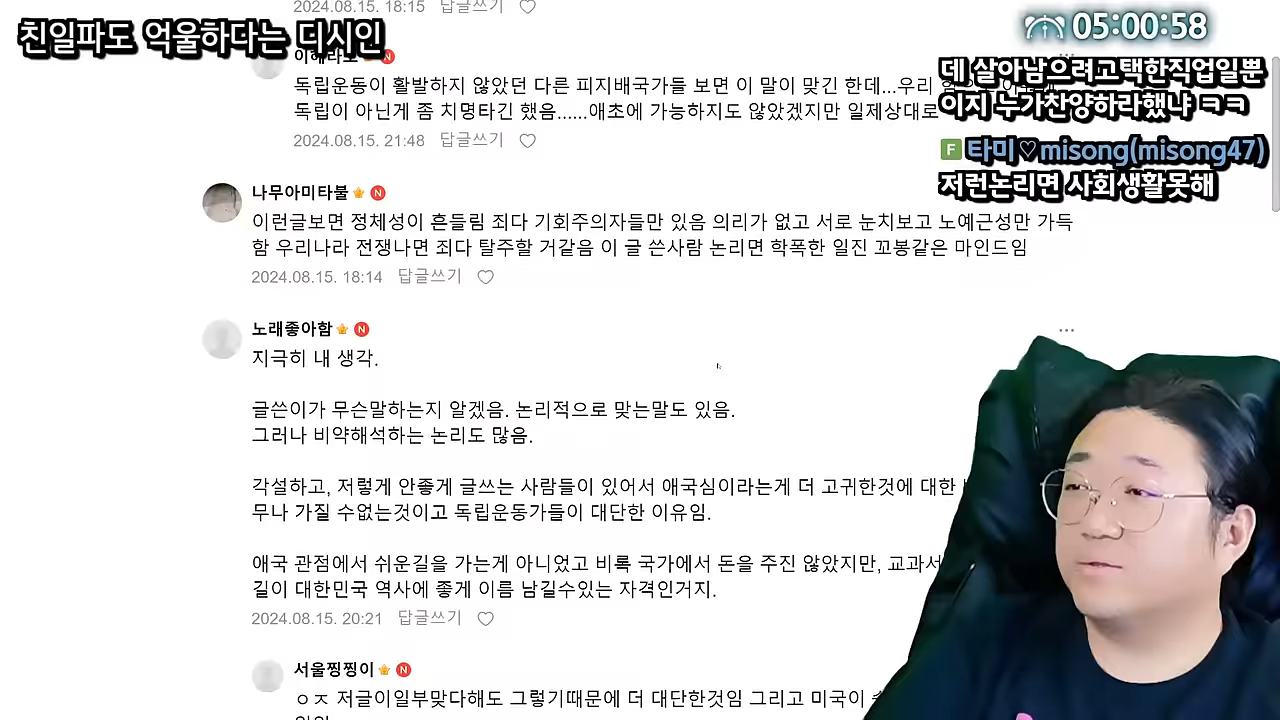 2024.08.15. 18:15 답글쓰기
친일파도 억울하다는 디시인
05:00:58
독립운동이 활발하지 않았던 다른 피지배국가들 보면 이 말이 맞긴 한데...우리
독립이 아닌게 좀 치명타긴 했음......애초에 가능하지도 않았겠지만 일제상대로
2024.08.15. 21:48 답글쓰기
데 살아남으려고택한직업일뿐
이지 누가찬양하라했냐 ㅋㅋ
F 타미♡misong(misong47)
저런논리면 사회생활못해
나무아미타불 N
이런글보면 정체성이 흔들림 죄다 기회주의자들만 있음 의리가 없고 서로 눈치보고 노예근성만 가득
함 우리나라 전쟁나면 죄다 탈주할 거같음 이 글 쓴사람 논리면 학폭한 일진 꼬봉같은 마인드임
2024.08.15. 18:14 답글쓰기
노래좋아함 N
지극히 내 생각.
글쓴이가 무슨말하는지 알겠음. 논리적으로 맞는말도 있음.
그러나 비약해석하는 논리도 많음.
각설하고, 저렇게 안좋게 글쓰는 사람들이 있어서 애국심이라는게 더 고귀한것에 대한
무나 가질 수없는것이고 독립운동가들이 대단한 이유임.
애국 관점에서 쉬운길을 가는게 아니었고 비록 국가에서 돈을 주진 않았지만, 교과서
길이 대한민국 역사에 좋게 이름 남길수있는 자격인거지.
2024.08.15. 20:21 답글쓰기
서울찡찡이 N
ㅇㅈ 저글이일부맞다해도 그렇기때문에 더 대단한것임 그리고 미국이